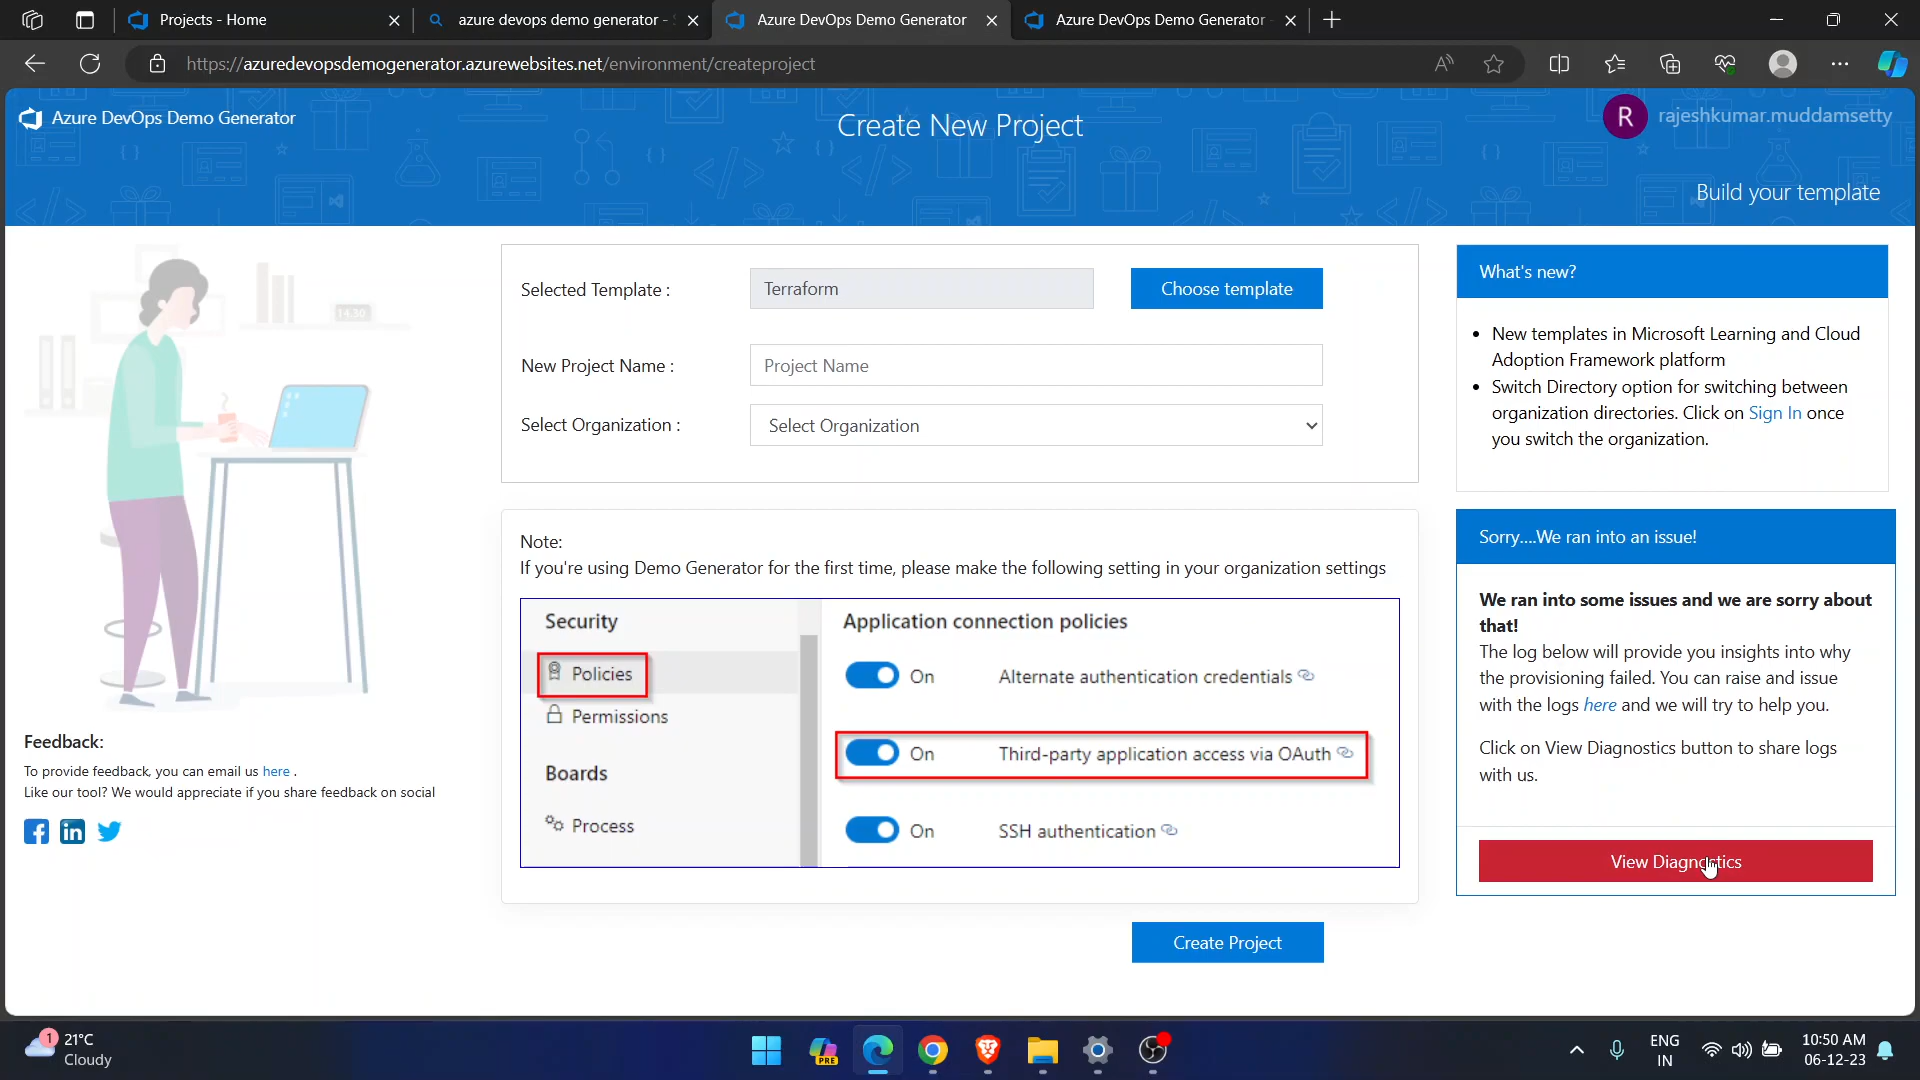 Projects - Home
azure devops demo generator -
Azure DevOps Demo Generator
Azure DevOps Demo Generator
https://azuredevopsdemogenerator.azurewebsites.net/environment/createproject
Azure DevOps Demo Generator
Create New Project
R
rajeshkumar.muddamsetty
Build your template
Selected Template :
Terraform
Choose template
New Project Name :
Project Name
Select Organization :
Select Organization
What's new?
New templates in Microsoft Learning and Cloud
Adoption Framework platform
Switch Directory option for switching between
organization directories. Click on Sign In once
you switch the organization.
14.30
Note:
If you're using Demo Generator for the first time, please make the following setting in your organization settings
Security
Policies
Permissions
Boards
Process
Application connection policies
On Alternate authentication credentials
On Third-party application access via OAuth
On SSH authentication
Sorry....We ran into an issue!
We ran into some issues and we are sorry about
that!
The log below will provide you insights into why
the provisioning failed. You can raise and issue
with the logs here and we will try to help you.
Click on View Diagnostics button to share logs
with us.
View Diagnostics
Feedback:
To provide feedback, you can email us here .
Like our tool? We would appreciate if you share feedback on social
Create Project
1
21°C
Cloudy
PRE
ENG
IN
10:50 AM
06-12-23